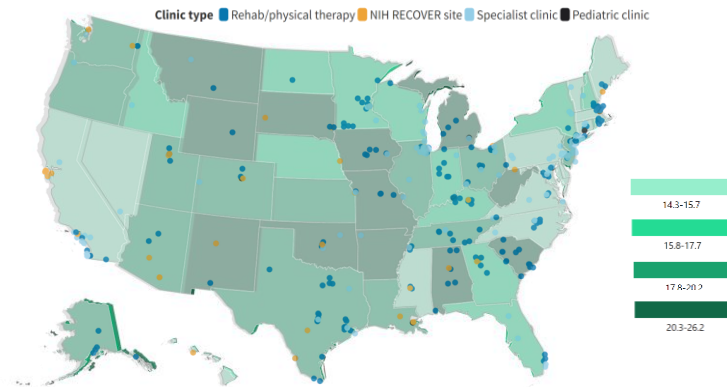 Clinic type Rehab/physical therapy NIH RECOVER site Specialist clinic Pediatric clinic
14.3-15.7
15.8-17.7
17.8-20.2
20.3-26.2